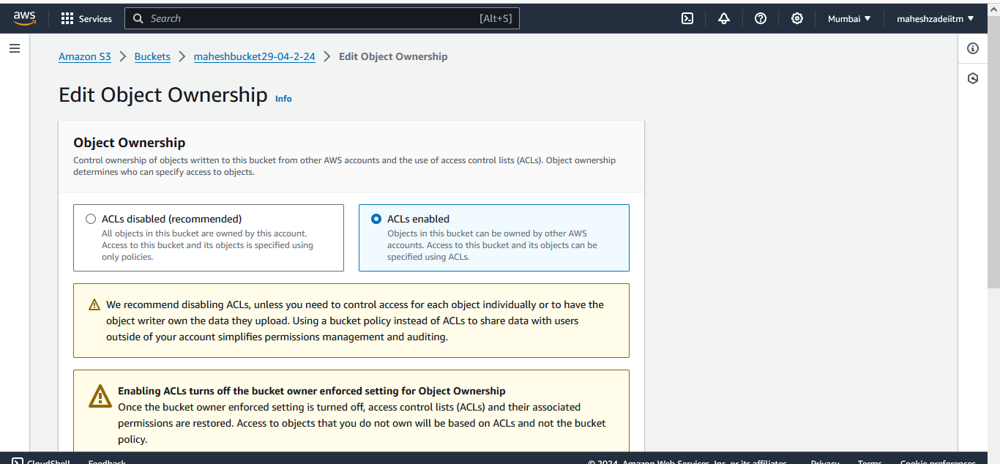 aws
Services
Search
[Alt+S]
Mumbai
maheshzadeiitm
Amazon S3 > Buckets > maheshbucket29-04-2-24 > Edit Object Ownership
Edit Object Ownership Info
Object Ownership
Control ownership of objects written to this bucket from other AWS accounts and the use of access control lists (ACLs). Object ownership
determines who can specify access to objects.
ACLs disabled (recommended)
All objects in this bucket are owned by this account.
Access to this bucket and its objects is specified using
only policies.
ACLs enabled
Objects in this bucket can be owned by other AWS
accounts. Access to this bucket and its objects can be
specified using ACLs.
We recommend disabling ACLs, unless you need to control access for each object individually or to have the
object writer own the data they upload. Using a bucket policy instead of ACLs to share data with users
outside of your account simplifies permissions management and auditing.
Enabling ACLs turns off the bucket owner enforced setting for Object Ownership
Once the bucket owner enforced setting is turned off, access control lists (ACLs) and their associated
permissions are restored. Access to objects that you do not own will be based on ACLs and not the bucket
policy.
CloudShell
Feedback
© 2024, Amazon Web Services, Inc. or its affiliates.
Privacy
Terms
Cookie preferences